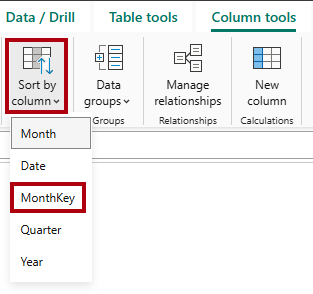 Data / Drill
Table tools
Column tools
Sort by
column
Data
groups
Manage
relationships
New
column
Groups
Relationships
Calculations
Month
Date
MonthKey
Quarter
Year